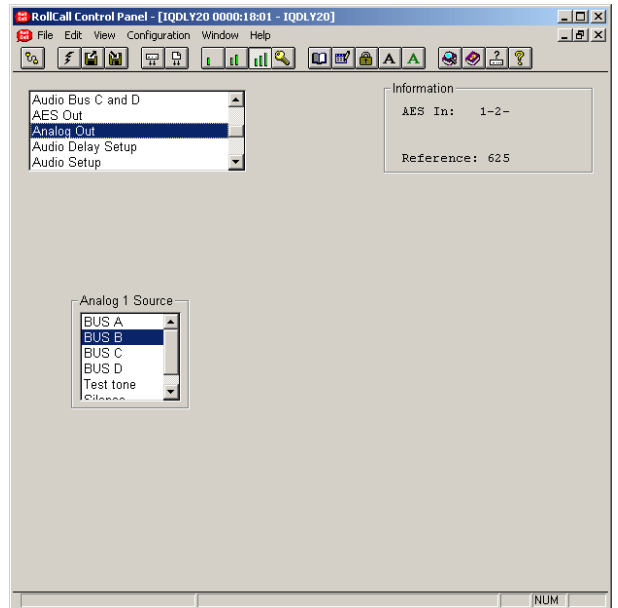 RollCall Control Panel - [IQDLY20 0000:18:01 - IQDLY20]
File Edit View Configuration Window Help
A A
Audio Bus C and D
AES Out
Analog Out
Audio Delay Setup
Audio Setup
Information
AES In: 1-2-
Reference: 625
Analog 1 Source
BUS A
BUS B
BUS C
BUS D
Test tone
Silence
NUM